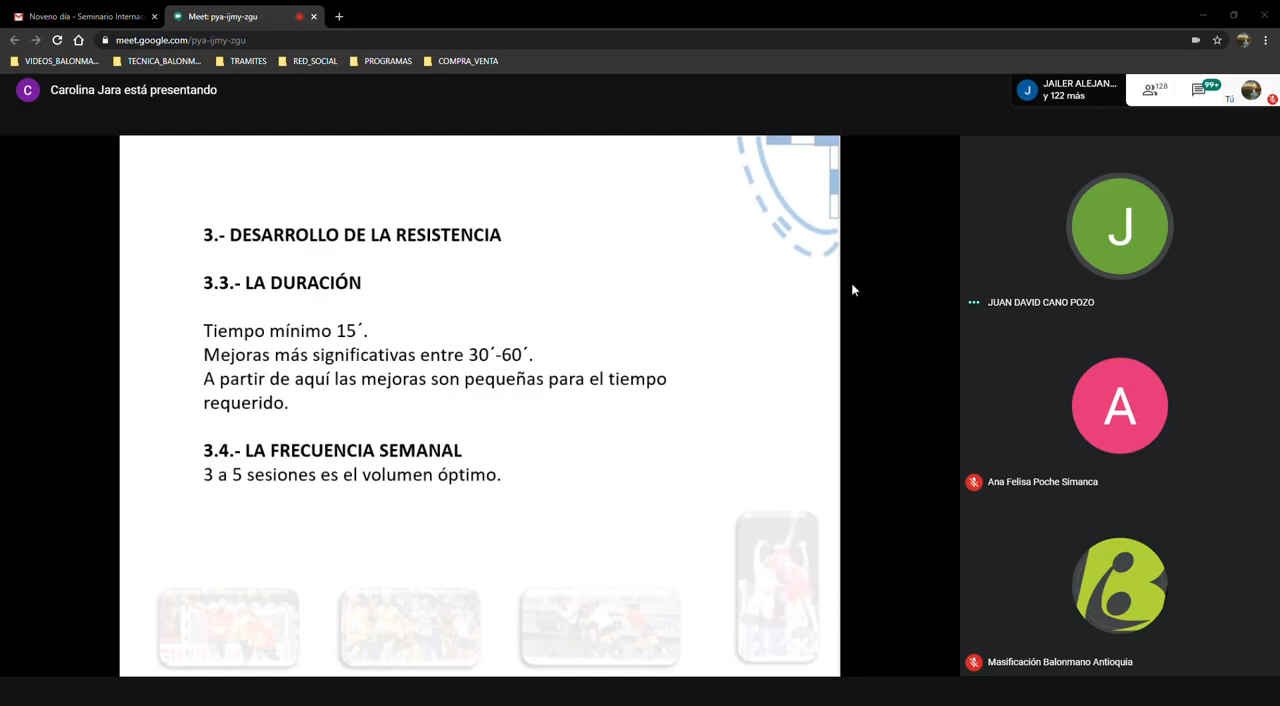 Noveno día - Seminario Internac
Meet: pya-ijmy-zgu
meet.google.com/pya-ijmy-zgu
VIDEOS_BALONMA...
TECNICA_BALONM...
TRAMITES
RED_SOCIAL
PROGRAMAS
COMPRA_VENTA
C
Carolina Jara está presentando
J
JAILER ALEJAN...
y 122 más
128
99+
Tú
3.- DESARROLLO DE LA RESISTENCIA
3.3.- LA DURACIÓN
Tiempo mínimo 15´.
Mejoras más significativas entre 30´-60´.
A partir de aquí las mejoras son pequeñas para el tiempo
requerido.
3.4.- LA FRECUENCIA SEMANAL
3 a 5 sesiones es el volumen óptimo.
J
JUAN DAVID CANO POZO
A
Ana Felisa Poche Simanca
Masificación Balonmano Antioquia